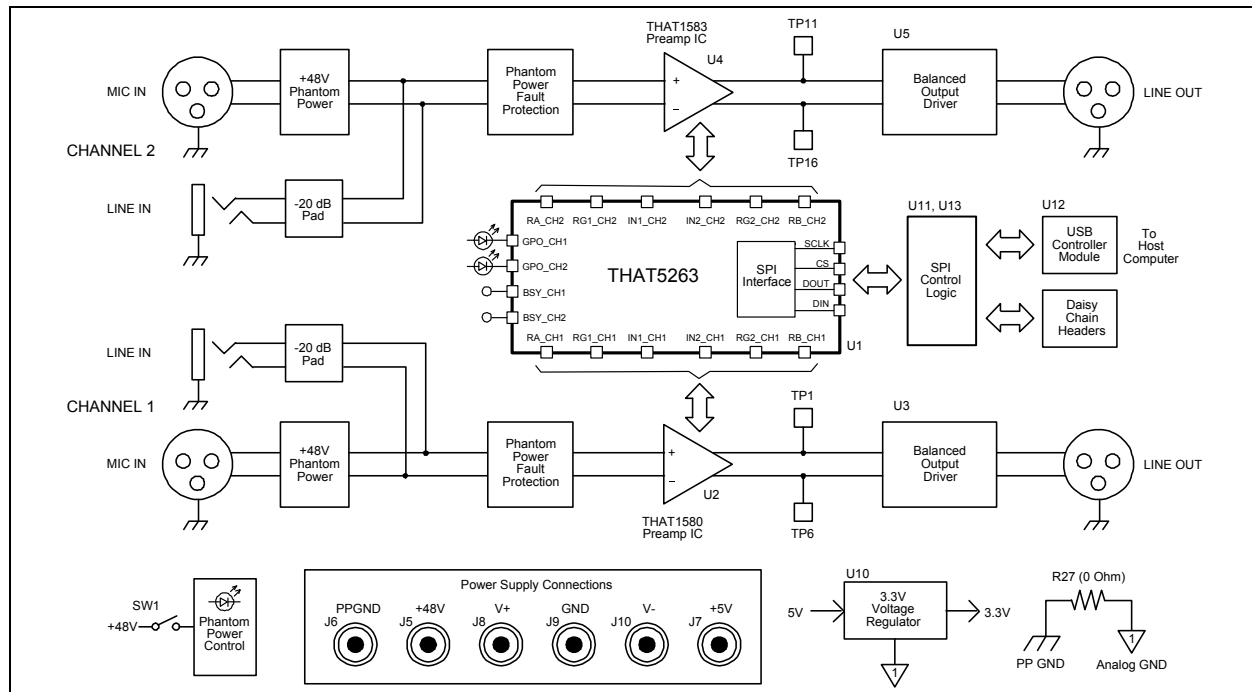 THAT1583
Preamp IC
U4
TP11
U5
MIC IN
+48V
Phantom
Power
Phantom
Power
Fault
Protection
+
−
Balanced
Output
Driver
LINE OUT
CHANNEL 2
TP16
LINE IN
-20 dB
Pad
RA_CH2
RG1_CH2
IN1_CH2
IN2_CH2
RG2_CH2
RB_CH2
GPO_CH1
GPO_CH2
BSY_CH1
BSY_CH2
THAT5263
SPI
Interface
SCLK
CS
DOUT
DIN
RA_CH1
RG1_CH1
IN1_CH1
IN2_CH1
RG2_CH1
RB_CH1
U1
U11, U13
SPI
Control
Logic
U12
USB
Controller
Module
To
Host
Computer
Daisy
Chain
Headers
LINE IN
-20 dB
Pad
CHANNEL 1
MIC IN
+48V
Phantom
Power
Phantom
Power
Fault
Protection
+
−
U2
THAT1580
Preamp IC
TP1
TP6
U3
Balanced
Output
Driver
LINE OUT
SW1
+48V
Phantom
Power
Control
Power Supply Connections
PPGND
J6
+48V
J5
V+
J8
GND
J9
V-
J10
+5V
J7
U10
5V
3.3V
Voltage
Regulator
3.3V
1
R27 (0 Ohm)
PP GND
1
Analog GND